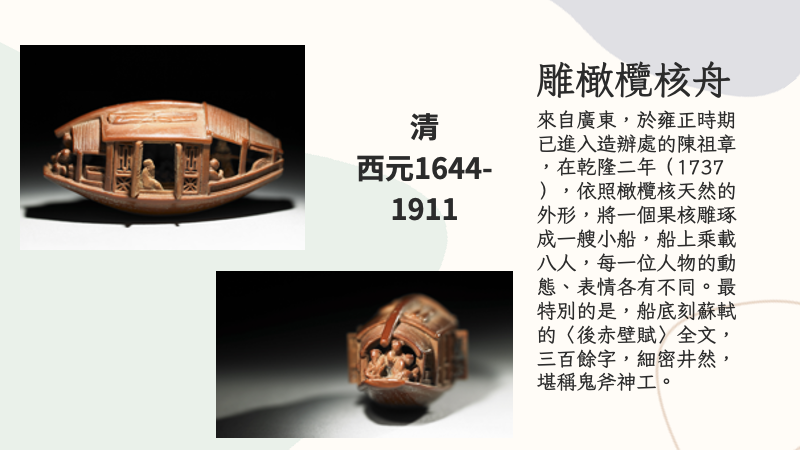 清
西元1644-
1911
雕橄欖核舟
來自廣東，於雍正時期
已進入造辦處的陳祖章
，在乾隆二年（1737
），依照橄欖核天然的
外形，將一個果核雕琢
成一艘小船，船上乘載
八人，每一位人物的動
態、表情各有不同。最
特別的是，船底刻蘇軾
的〈後赤壁賦〉全文，
三百餘字，細密井然，
堪稱鬼斧神工。